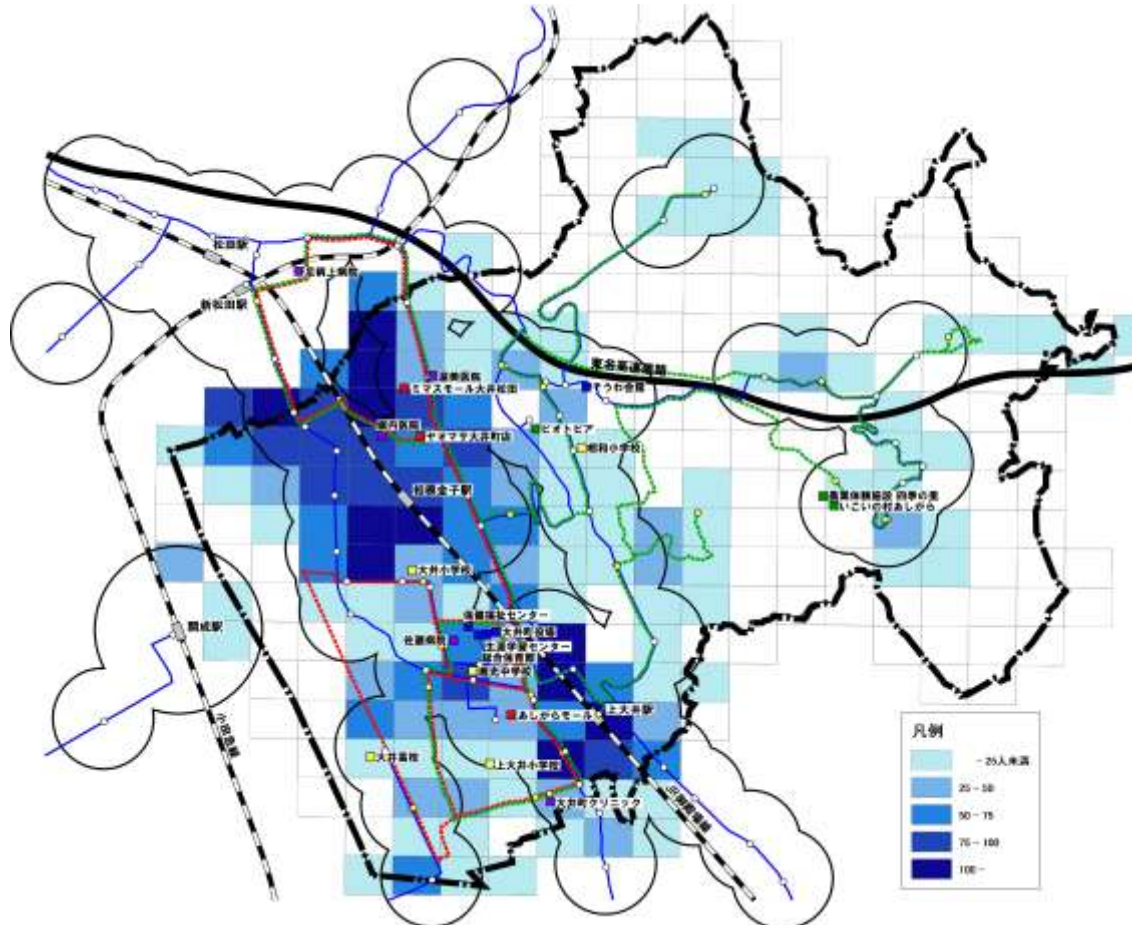 松田駅
足柄上病院
新松田駅
東名高速道路
ミマスモール大井松田
そうわ会館
ビオトピア
ヤオマサ大井町店
相和小学校
相模金子駅
農業体験施設 四季の里
いこいの村あしがら
大井小学校
保健福祉センター
大井町役場
開成駅
生涯学習センター
総合体育館
湘光中学校
あしがらモール
上大井駅
小田急線
大井高校
上大井小学校
大井町クリニック
JR御殿場線
凡例
-25人未満
25-50
50-75
75-100
100-